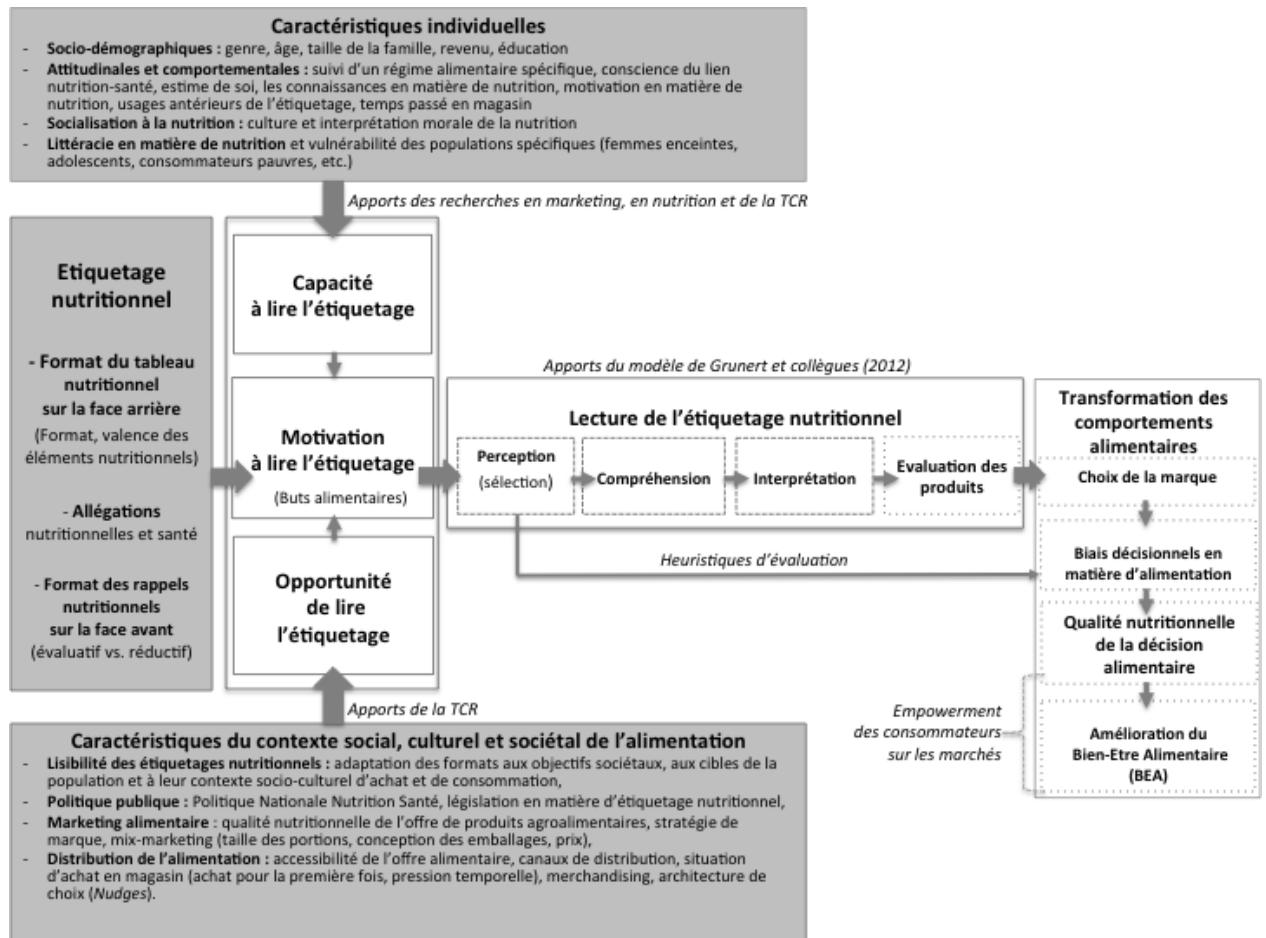 Caractéristiques individuelles
- Socio-démographiques : genre, âge, taille de la famille, revenu, éducation
- Attitudinales et comportementales : suivi d'un régime alimentaire spécifique, conscience du lien
nutrition-santé, estime de soi, les connaissances en matière de nutrition, motivation en matière de
nutrition, usages antérieurs de l'étiquetage, temps passé en magasin
- Socialisation à la nutrition : culture et interprétation morale de la nutrition
- Littéracie en matière de nutrition et vulnérabilité des populations spécifiques (femmes enceintes,
adolescents, consommateurs pauvres, etc.)
Apports des recherches en marketing, en nutrition et de la TCR
Etiquetage
nutritionnel
- Format du tableau
nutritionnel
sur la face arrière
(Format, valence des
éléments nutritionnels)
- Allégations
nutritionnelles et santé
- Format des rappels
nutritionnels
sur la face avant
(évaluatif vs. réductif)
Capacité
à lire l'étiquetage
Motivation
à lire l'étiquetage
(Buts alimentaires)
Opportunité
de lire
l'étiquetage
Apports du modèle de Grunert et collègues (2012)
Lecture de l'étiquetage nutritionnel
Perception
(sélection)
Compréhension
Interprétation
Evaluation des
produits
Heuristiques d'évaluation
Transformation des
comportements
alimentaires
Choix de la marque
Biais décisionnels en
matière d'alimentation
Qualité nutritionnelle
de la décision
alimentaire
Amélioration du
Bien-Etre Alimentaire
(BEA)
Empowerment
des consommateurs
sur les marchés
Apports de la TCR
Caractéristiques du contexte social, culturel et sociétal de l'alimentation
- Lisibilité des étiquetages nutritionnels : adaptation des formats aux objectifs sociétaux, aux cibles de la
population et à leur contexte socio-culturel d'achat et de consommation,
- Politique publique : Politique Nationale Nutrition Santé, législation en matière d'étiquetage nutritionnel,
- Marketing alimentaire : qualité nutritionnelle de l'offre de produits agroalimentaires, stratégie de
marque, mix-marketing (taille des portions, conception des emballages, prix),
- Distribution de l'alimentation : accessibilité de l'offre alimentaire, canaux de distribution, situation
d'achat en magasin (achat pour la première fois, pression temporelle), merchandising, architecture de
choix (Nudges).